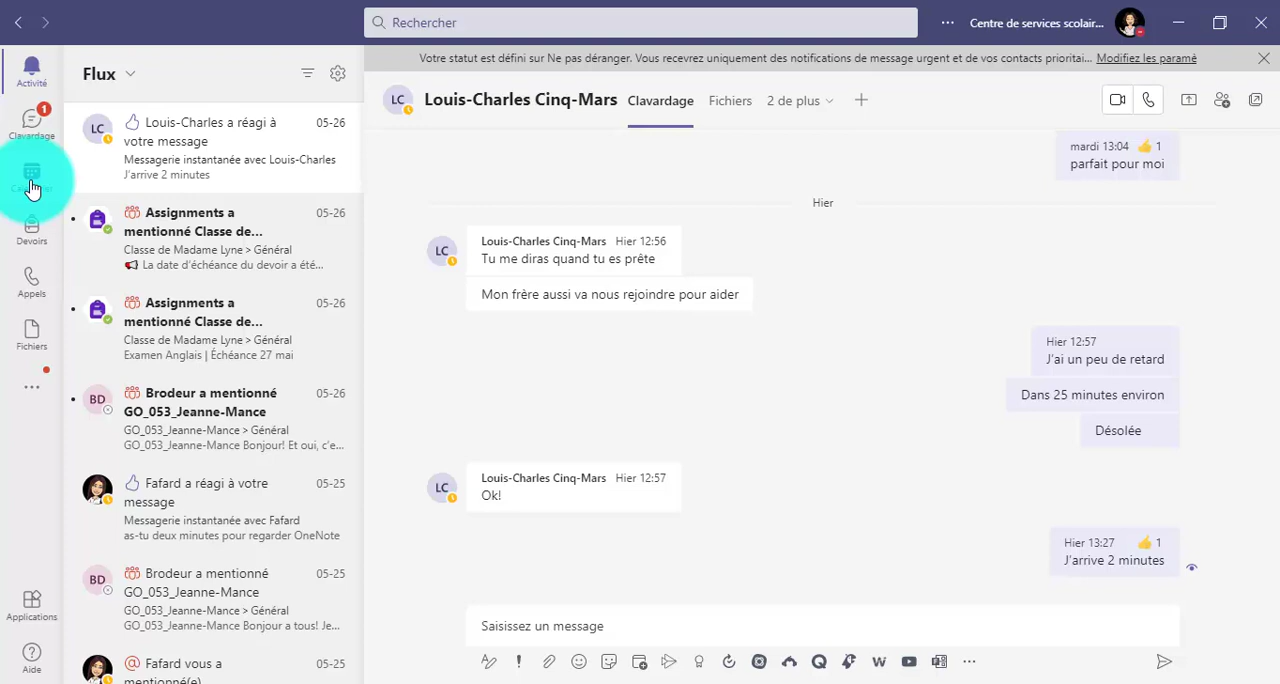 Rechercher
Centre de services scolair...
Activité
1
Clavardage
Calendrier
Devoirs
Appels
Fichiers
Applications
Aide
Flux
Louis-Charles a réagi à 05-26
votre message
Messagerie instantanée avec Louis-Charles
J'arrive 2 minutes
Assignments a 05-26
mentionné Classe de...
Classe de Madame Lyne > Général
La date d'échéance du devoir a été...
Assignments a 05-26
mentionné Classe de...
Classe de Madame Lyne > Général
Examen Anglais | Échéance 27 mai
BD Brodeur a mentionné 05-26
GO_053_Jeanne-Mance
GO_053_Jeanne-Mance > Général
GO_053_Jeanne-Mance Bonjour! Et oui, c'e...
Fafard a réagi à votre 05-25
message
Messagerie instantanée avec Fafard
as-tu deux minutes pour regarder OneNote
BD Brodeur a mentionné 05-25
GO_053_Jeanne-Mance
GO_053_Jeanne-Mance > Général
GO_053_Jeanne-Mance Bonjour a tous! Je...
Fafard vous a 05-25
mentionné(e)
LC
Votre statut est défini sur Ne pas déranger. Vous recevrez uniquement des notifications de message urgent et de vos contacts prioritai... Modifiez les paramè
LC Louis-Charles Cinq-Mars Clavardage Fichiers 2 de plus
mardi 13:04 👍 1
parfait pour moi
Hier
LC Louis-Charles Cinq-Mars Hier 12:56
Tu me diras quand tu es prête
Mon frère aussi va nous rejoindre pour aider
Hier 12:57
J'ai un peu de retard
Dans 25 minutes environ
Désolée
LC Louis-Charles Cinq-Mars Hier 12:57
Ok!
Hier 13:27 👍 1
J'arrive 2 minutes
Saisissez un message